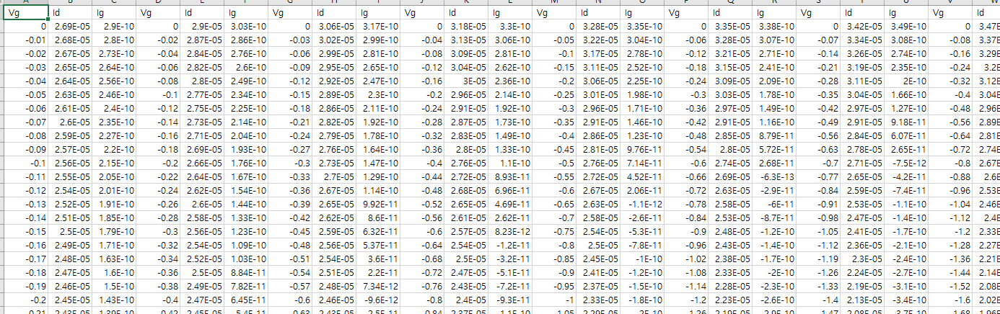 Vg Id Ig Vg Id Ig Vg Id Ig Vg Id Ig Vg Id Ig Vg Id Ig Vg Id Ig Vg Id
0 2.69E-05 2.9E-10 0 2.9E-05 3.03E-10 0 3.06E-05 3.17E-10 0 3.18E-05 3.3E-10 0 3.28E-05 3.35E-10 0 3.35E-05 3.38E-10 0 3.42E-05 3.49E-10 0 3.47E
-0.01 2.68E-05 2.8E-10 -0.02 2.87E-05 2.86E-10 -0.03 3.02E-05 2.99E-10 -0.04 3.13E-05 3.06E-10 -0.05 3.22E-05 3.04E-10 -0.06 3.28E-05 3.07E-10 -0.07 3.34E-05 3.08E-10 -0.08 3.37E
-0.02 2.67E-05 2.73E-10 -0.04 2.84E-05 2.76E-10 -0.06 2.99E-05 2.81E-10 -0.08 3.09E-05 2.81E-10 -0.1 3.17E-05 2.78E-10 -0.12 3.21E-05 2.71E-10 -0.14 3.26E-05 2.74E-10 -0.16 3.29E
-0.03 2.65E-05 2.64E-10 -0.06 2.82E-05 2.6E-10 -0.09 2.95E-05 2.65E-10 -0.12 3.04E-05 2.62E-10 -0.15 3.11E-05 2.52E-10 -0.18 3.15E-05 2.41E-10 -0.21 3.19E-05 2.35E-10 -0.24 3.2E
-0.04 2.64E-05 2.56E-10 -0.08 2.8E-05 2.49E-10 -0.12 2.92E-05 2.47E-10 -0.16 3E-05 2.36E-10 -0.2 3.06E-05 2.25E-10 -0.24 3.09E-05 2.09E-10 -0.28 3.11E-05 2E-10 -0.32 3.12E
-0.05 2.63E-05 2.46E-10 -0.1 2.77E-05 2.34E-10 -0.15 2.89E-05 2.3E-10 -0.2 2.96E-05 2.14E-10 -0.25 3.01E-05 1.98E-10 -0.3 3.03E-05 1.78E-10 -0.35 3.04E-05 1.66E-10 -0.4 3.04E
-0.06 2.61E-05 2.4E-10 -0.12 2.75E-05 2.25E-10 -0.18 2.86E-05 2.11E-10 -0.24 2.91E-05 1.92E-10 -0.3 2.96E-05 1.71E-10 -0.36 2.97E-05 1.49E-10 -0.42 2.97E-05 1.27E-10 -0.48 2.96E
-0.07 2.6E-05 2.35E-10 -0.14 2.73E-05 2.14E-10 -0.21 2.82E-05 1.92E-10 -0.28 2.87E-05 1.73E-10 -0.35 2.91E-05 1.46E-10 -0.42 2.91E-05 1.16E-10 -0.49 2.91E-05 9.18E-11 -0.56 2.89E
-0.08 2.59E-05 2.27E-10 -0.16 2.71E-05 2.04E-10 -0.24 2.79E-05 1.78E-10 -0.32 2.83E-05 1.49E-10 -0.4 2.86E-05 1.23E-10 -0.48 2.85E-05 8.79E-11 -0.56 2.84E-05 6.07E-11 -0.64 2.81E
-0.09 2.57E-05 2.2E-10 -0.18 2.69E-05 1.93E-10 -0.27 2.76E-05 1.64E-10 -0.36 2.8E-05 1.33E-10 -0.45 2.81E-05 9.76E-11 -0.54 2.8E-05 5.72E-11 -0.63 2.78E-05 2.65E-11 -0.72 2.74E
-0.1 2.56E-05 2.15E-10 -0.2 2.66E-05 1.76E-10 -0.3 2.73E-05 1.47E-10 -0.4 2.76E-05 1.1E-10 -0.5 2.76E-05 7.14E-11 -0.6 2.74E-05 2.68E-11 -0.7 2.71E-05 -7.5E-12 -0.8 2.67E
-0.11 2.55E-05 2.05E-10 -0.22 2.64E-05 1.67E-10 -0.33 2.7E-05 1.29E-10 -0.44 2.72E-05 8.93E-11 -0.55 2.72E-05 4.52E-11 -0.66 2.69E-05 -6.3E-13 -0.77 2.65E-05 -4.2E-11 -0.88 2.6E
-0.12 2.54E-05 2.01E-10 -0.24 2.62E-05 1.54E-10 -0.36 2.67E-05 1.14E-10 -0.48 2.68E-05 6.96E-11 -0.6 2.67E-05 2.06E-11 -0.72 2.63E-05 -2.9E-11 -0.84 2.59E-05 -7.4E-11 -0.96 2.53E
-0.13 2.52E-05 1.91E-10 -0.26 2.6E-05 1.44E-10 -0.39 2.65E-05 9.92E-11 -0.52 2.65E-05 4.69E-11 -0.65 2.63E-05 -1.1E-12 -0.78 2.58E-05 -6E-11 -0.91 2.53E-05 -1.1E-10 -1.04 2.46E
-0.14 2.51E-05 1.85E-10 -0.28 2.58E-05 1.33E-10 -0.42 2.62E-05 8.6E-11 -0.56 2.61E-05 2.62E-11 -0.7 2.58E-05 -2.6E-11 -0.84 2.53E-05 -8.7E-11 -0.98 2.47E-05 -1.4E-10 -1.12 2.4E
-0.15 2.5E-05 1.79E-10 -0.3 2.56E-05 1.23E-10 -0.45 2.59E-05 6.32E-11 -0.6 2.57E-05 8.23E-12 -0.75 2.54E-05 -5.3E-11 -0.9 2.48E-05 -1.2E-10 -1.05 2.41E-05 -1.7E-10 -1.2 2.33E
-0.16 2.49E-05 1.71E-10 -0.32 2.54E-05 1.09E-10 -0.48 2.56E-05 5.37E-11 -0.64 2.54E-05 -1.2E-11 -0.8 2.5E-05 -7.8E-11 -0.96 2.43E-05 -1.4E-10 -1.12 2.36E-05 -2.1E-10 -1.28 2.27E
-0.17 2.48E-05 1.63E-10 -0.34 2.52E-05 1.03E-10 -0.51 2.54E-05 3.6E-11 -0.68 2.5E-05 -3.2E-11 -0.85 2.45E-05 -1E-10 -1.02 2.38E-05 -1.7E-10 -1.19 2.3E-05 -2.4E-10 -1.36 2.21E
-0.18 2.47E-05 1.6E-10 -0.36 2.5E-05 8.84E-11 -0.54 2.51E-05 2.2E-11 -0.72 2.47E-05 -5.1E-11 -0.9 2.41E-05 -1.2E-10 -1.08 2.33E-05 -2E-10 -1.26 2.24E-05 -2.7E-10 -1.44 2.14E
-0.19 2.46E-05 1.5E-10 -0.38 2.49E-05 7.82E-11 -0.57 2.48E-05 7.34E-12 -0.76 2.43E-05 -7.2E-11 -0.95 2.37E-05 -1.5E-10 -1.14 2.28E-05 -2.3E-10 -1.33 2.19E-05 -3.1E-10 -1.52 2.08E
-0.2 2.45E-05 1.43E-10 -0.4 2.47E-05 6.45E-11 -0.6 2.46E-05 -9.6E-12 -0.8 2.4E-05 -9.3E-11 -1 2.33E-05 -1.8E-10 -1.2 2.23E-05 -2.6E-10 -1.4 2.13E-05 -3.4E-10 -1.6 2.02E